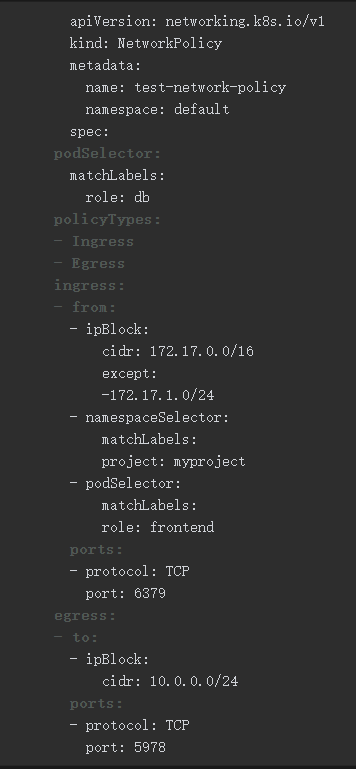 apiVersion: networking.k8s.io/v1
kind: NetworkPolicy
metadata:
  name: test-network-policy
  namespace: default
spec:
podSelector:
  matchLabels:
    role: db
policyTypes:
- Ingress
- Egress
ingress:
- from:
  - ipBlock:
      cidr: 172.17.0.0/16
      except:
      -172.17.1.0/24
  - namespaceSelector:
      matchLabels:
      project: myproject
  - podSelector:
      matchLabels:
      role: frontend
  ports:
  - protocol: TCP
    port: 6379
egress:
- to:
  - ipBlock:
      cidr: 10.0.0.0/24
  ports:
  - protocol: TCP
    port: 5978